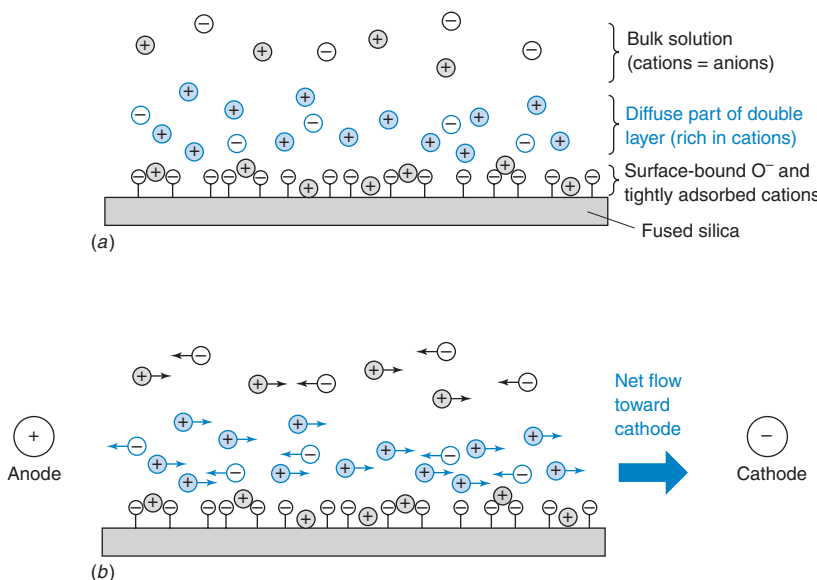 Bulk solution
(cations = anions)
Diffuse part of double
layer (rich in cations)
Surface-bound O⁻ and
tightly adsorbed cations
Fused silica
(a)
Net flow
toward
cathode
+
Anode
−
Cathode
(b)